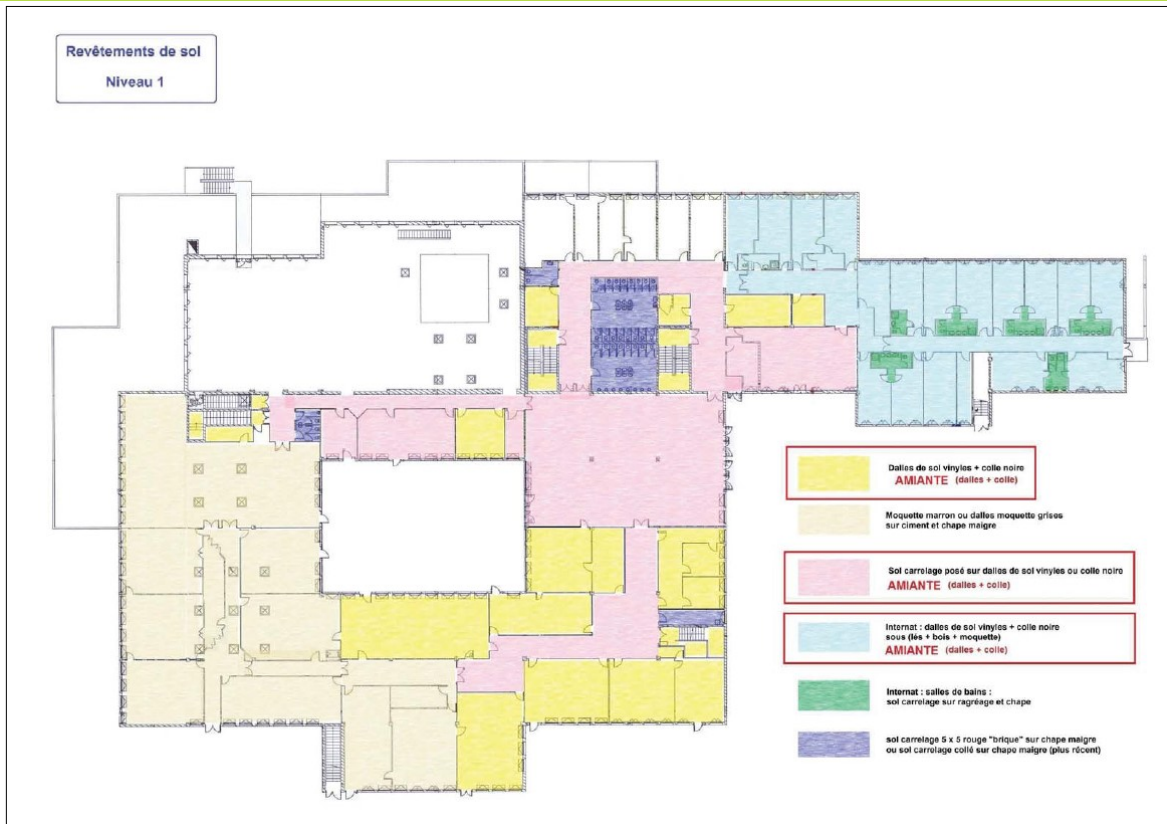 Revêtements de sol
Niveau 1
Dalles de sol vinyles + colle noire
AMIANTE (dalles + colle)
Moquette marron ou dalles moquette grises
sur ciment et chape maigre
Sol carrelage posé sur dalles de sol vinyles ou colle noire
AMIANTE (dalles + colle)
Internat : dalles de sol vinyles + colle noire
sous (lés + bois + moquette)
AMIANTE (dalles + colle)
Internat : salles de bains :
sol carrelage sur ragréage et chape
sol carrelage 5 x 5 rouge "brique" sur chape maigre
ou sol carrelage collé sur chape maigre (plus récent)